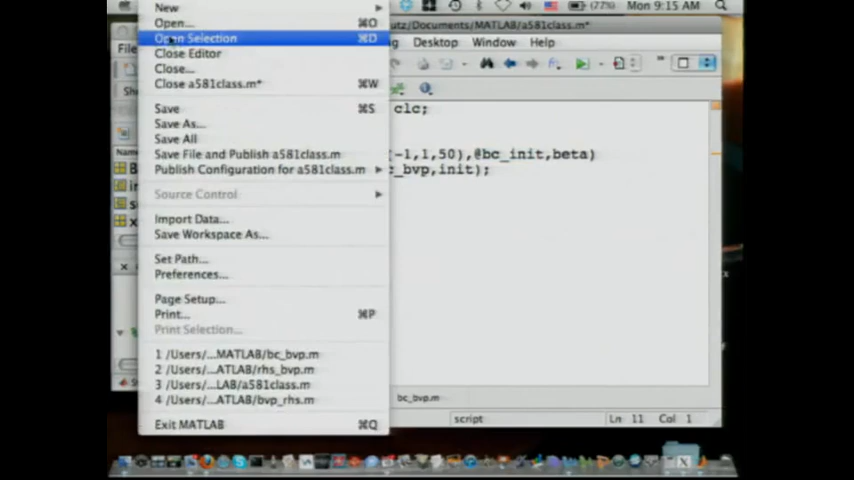 New
Open... ⌘O
Open Selection ⌘D
Close Editor
Close...
Close a581class.m* ⌘W
Save ⌘S
Save As...
Save All
Save File and Publish a581class.m
Publish Configuration for a581class.m
Source Control
Import Data...
Save Workspace As...
Set Path...
Preferences...
Page Setup...
Print... ⌘P
Print Selection...
1 /Users/...MATLAB/bc_bvp.m
2 /Users/...ATLAB/rhs_bvp.m
3 /Users/...LAB/a581class.m
4 /Users/...ATLAB/bvp_rhs.m
Exit MATLAB ⌘Q
(77%) Mon 9:15 AM
utz/Documents/MATLAB/a581class.m*
File
Desktop Window Help
clc;
(-1,1,50),@bc_init,beta)
c_bvp,init);
bc_bvp.m
script Ln 11 Col 1